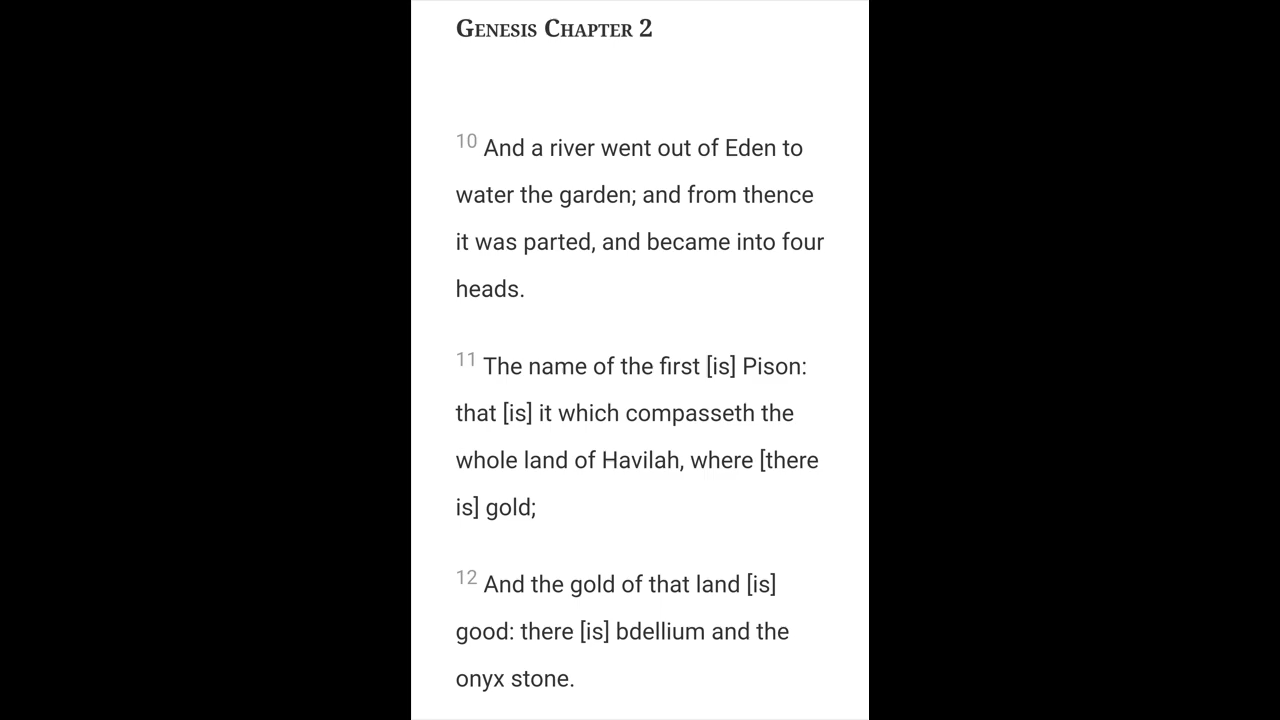 Genesis Chapter 2
10 And a river went out of Eden to
water the garden; and from thence
it was parted, and became into four
heads.
11 The name of the first [is] Pison:
that [is] it which compasseth the
whole land of Havilah, where [there
is] gold;
12 And the gold of that land [is]
good: there [is] bdellium and the
onyx stone.